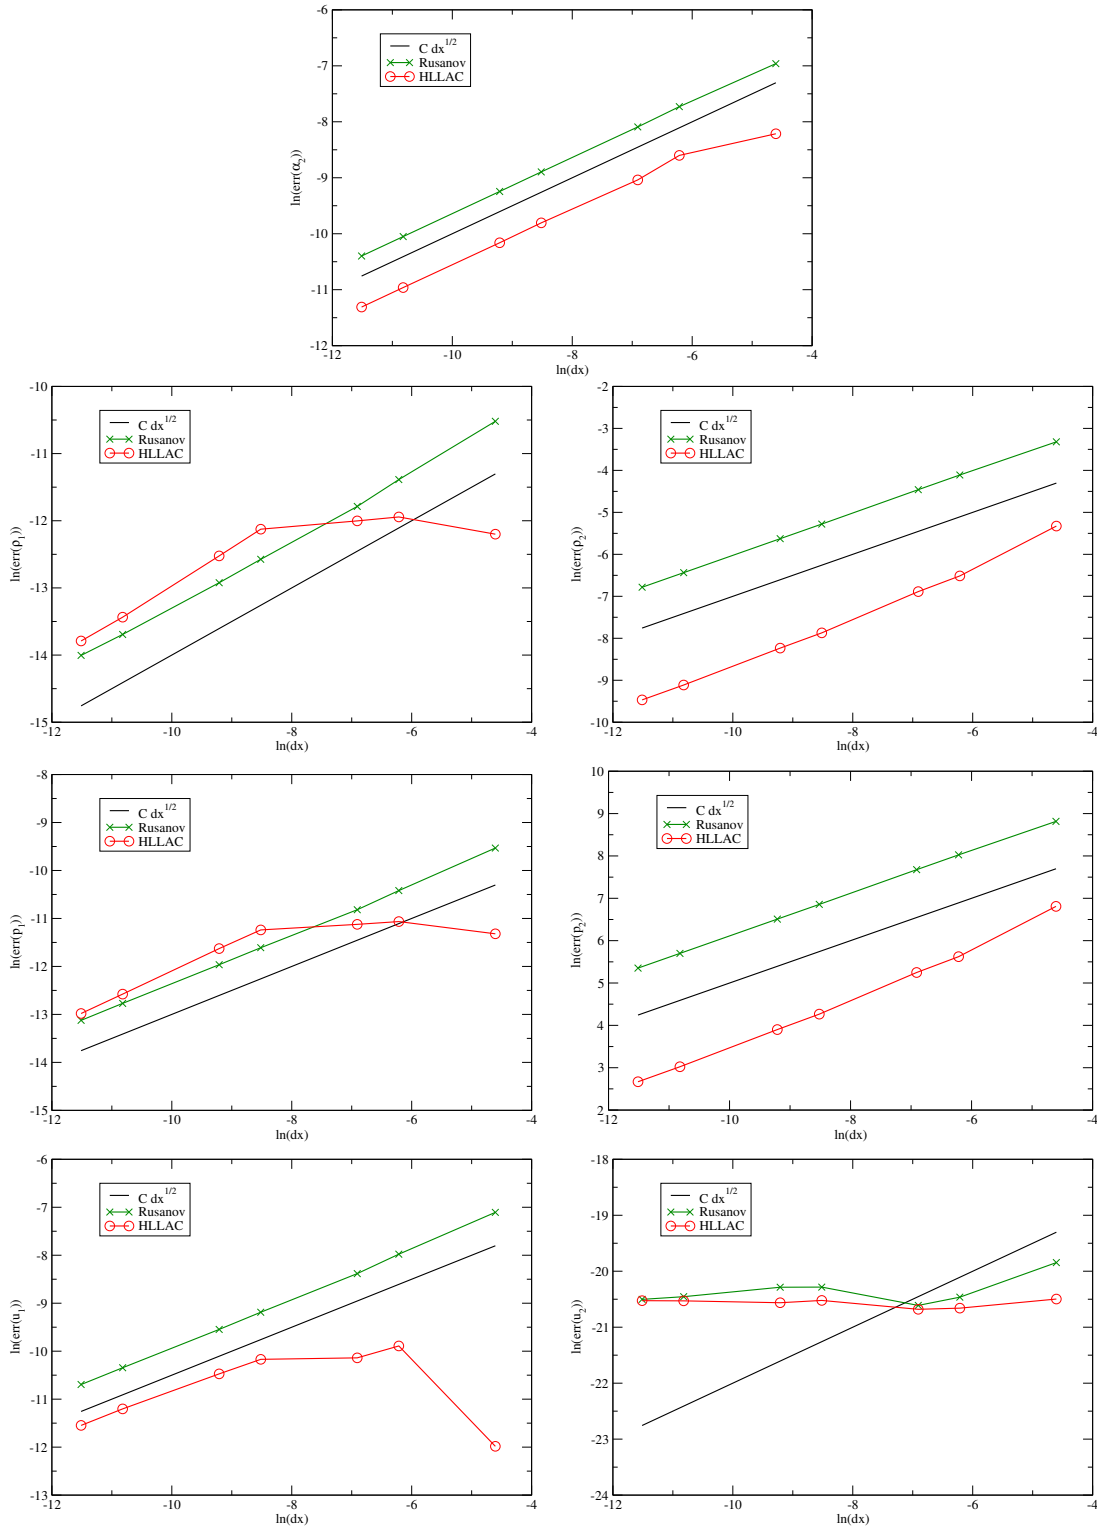 -6
-7
-8
-9
-10
-11
-12
ln(err(α₂))
C dx^1/2
Rusanov
HLLAC
-12 -10 -8 -6 -4
ln(dx)
-10
-11
-12
-13
-14
-15
ln(err(ρ₁))
C dx^1/2
Rusanov
HLLAC
-12 -10 -8 -6 -4
ln(dx)
-2
-3
-4
-5
-6
-7
-8
-9
-10
ln(err(ρ₂))
C dx^1/2
Rusanov
HLLAC
-12 -10 -8 -6 -4
ln(dx)
-8
-9
-10
-11
-12
-13
-14
-15
ln(err(p₁))
C dx^1/2
Rusanov
HLLAC
-12 -10 -8 -6 -4
ln(dx)
10
9
8
7
6
5
4
3
2
ln(err(p₂))
C dx^1/2
Rusanov
HLLAC
-12 -10 -8 -6 -4
ln(dx)
-6
-7
-8
-9
-10
-11
-12
-13
ln(err(u₁))
C dx^1/2
Rusanov
HLLAC
-12 -10 -8 -6 -4
ln(dx)
-18
-19
-20
-21
-22
-23
-24
ln(err(u₂))
C dx^1/2
Rusanov
HLLAC
-12 -10 -8 -6 -4
ln(dx)